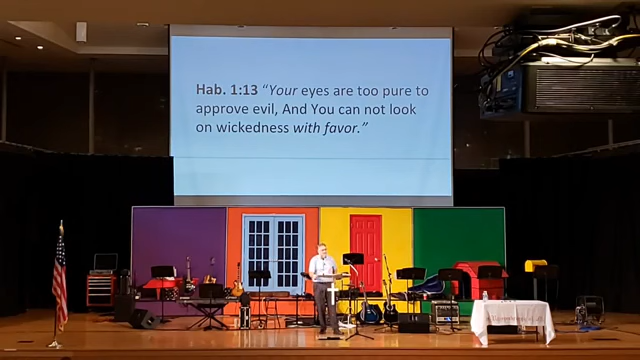 Hab. 1:13 “Your eyes are too pure to
approve evil, And You can not look
on wickedness with favor.”